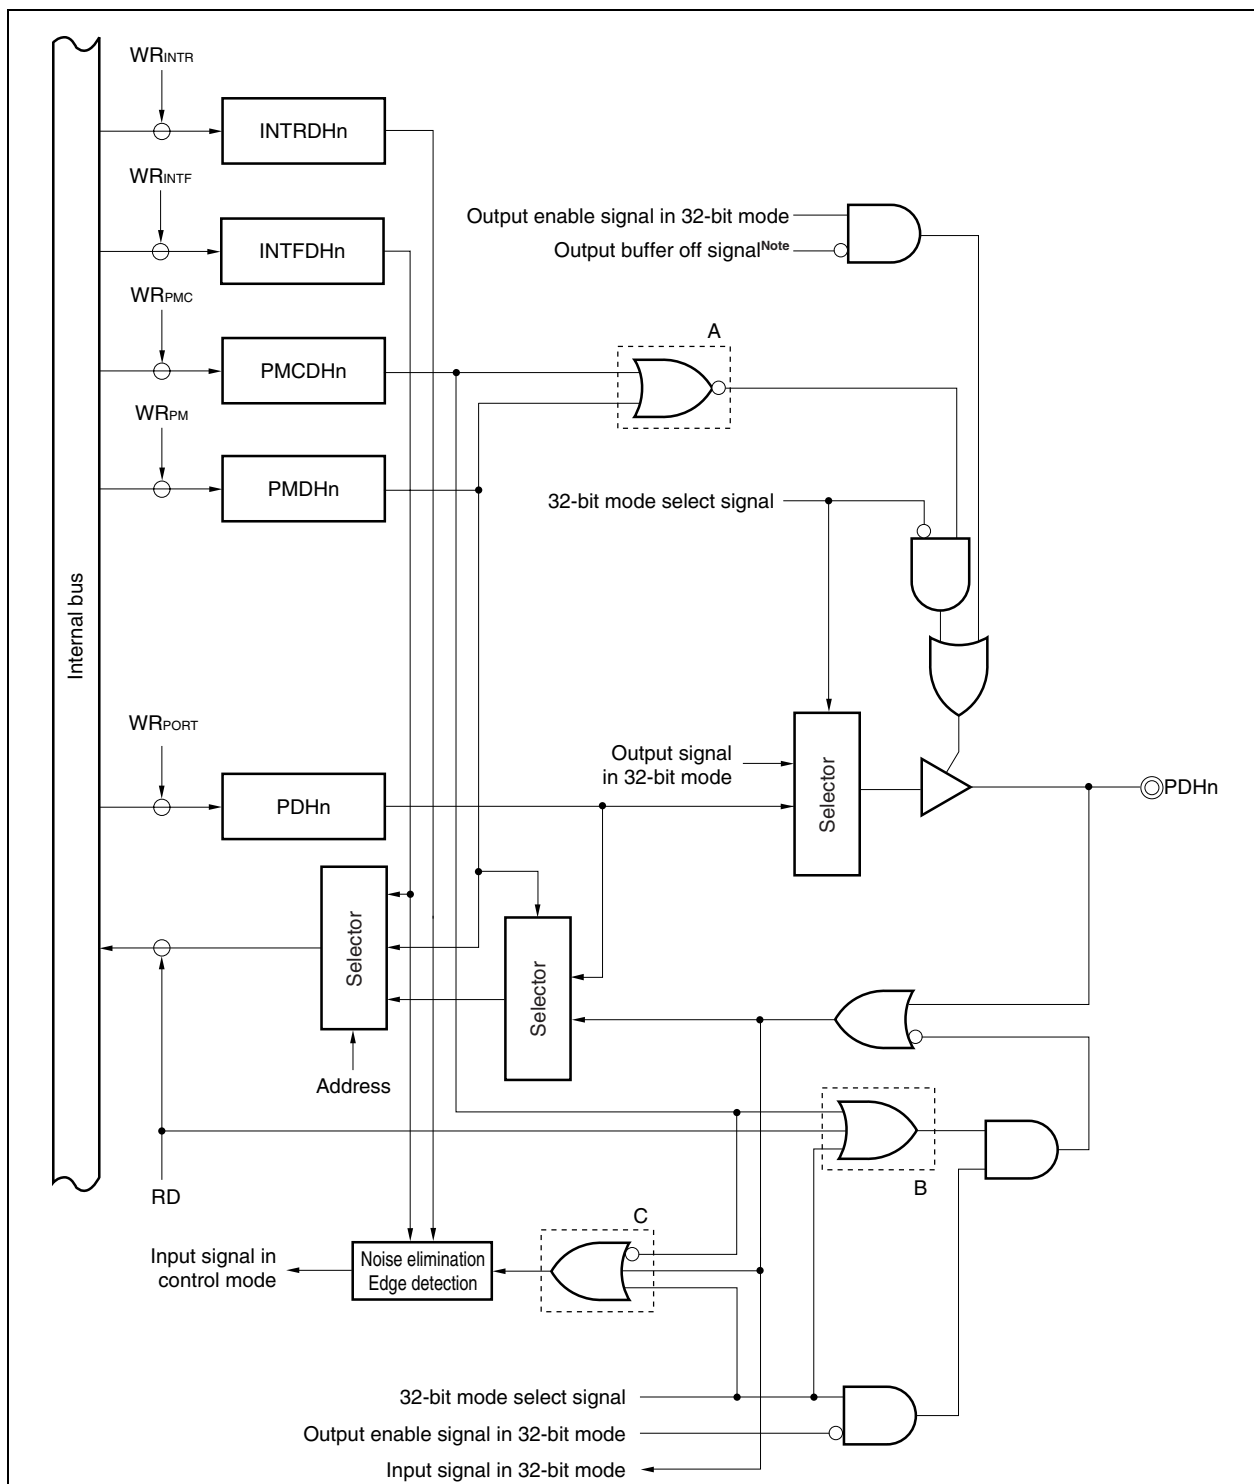 WRINTR
INTRDHn
WRINTF
INTFDHn
Output enable signal in 32-bit mode
Output buffer off signalNote
WRPMC
PMCDHn
A
WRPM
PMDHn
32-bit mode select signal
Internal bus
WRPORT
PDHn
Output signal
in 32-bit mode
Selector
PDHn
Selector
Selector
Address
RD
B
C
Input signal in
control mode
Noise elimination
Edge detection
32-bit mode select signal
Output enable signal in 32-bit mode
Input signal in 32-bit mode